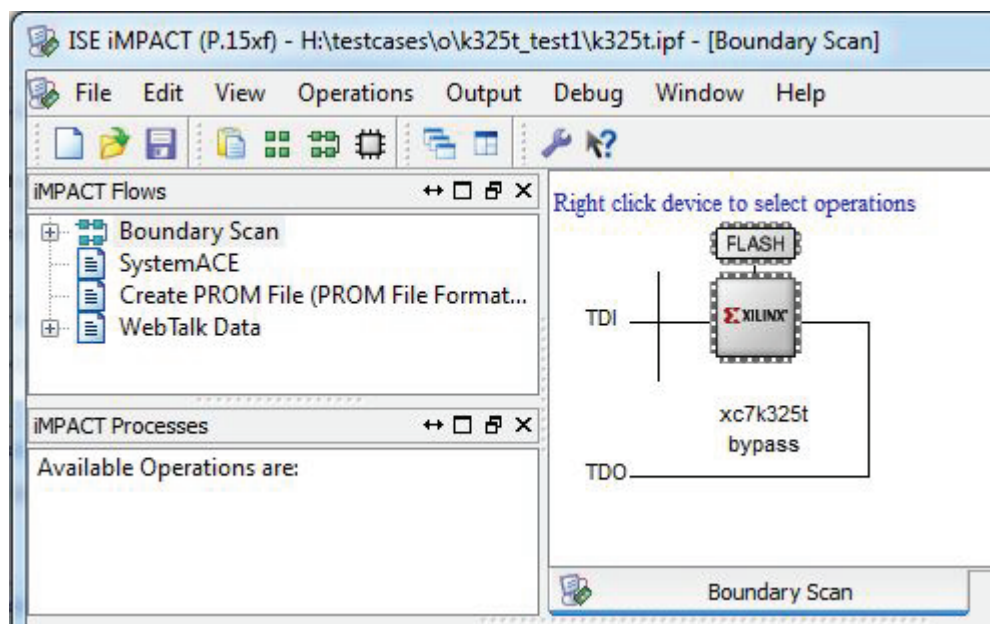 ISE iMPACT (P.15xf) - H:\testcases\o\k325t_test1\k325t.ipf - [Boundary Scan]
File Edit View Operations Output Debug Window Help
iMPACT Flows
Boundary Scan
SystemACE
Create PROM File (PROM File Format...
WebTalk Data
iMPACT Processes
Available Operations are:
Right click device to select operations
FLASH
TDI
XILINX
xc7k325t
bypass
TDO
Boundary Scan